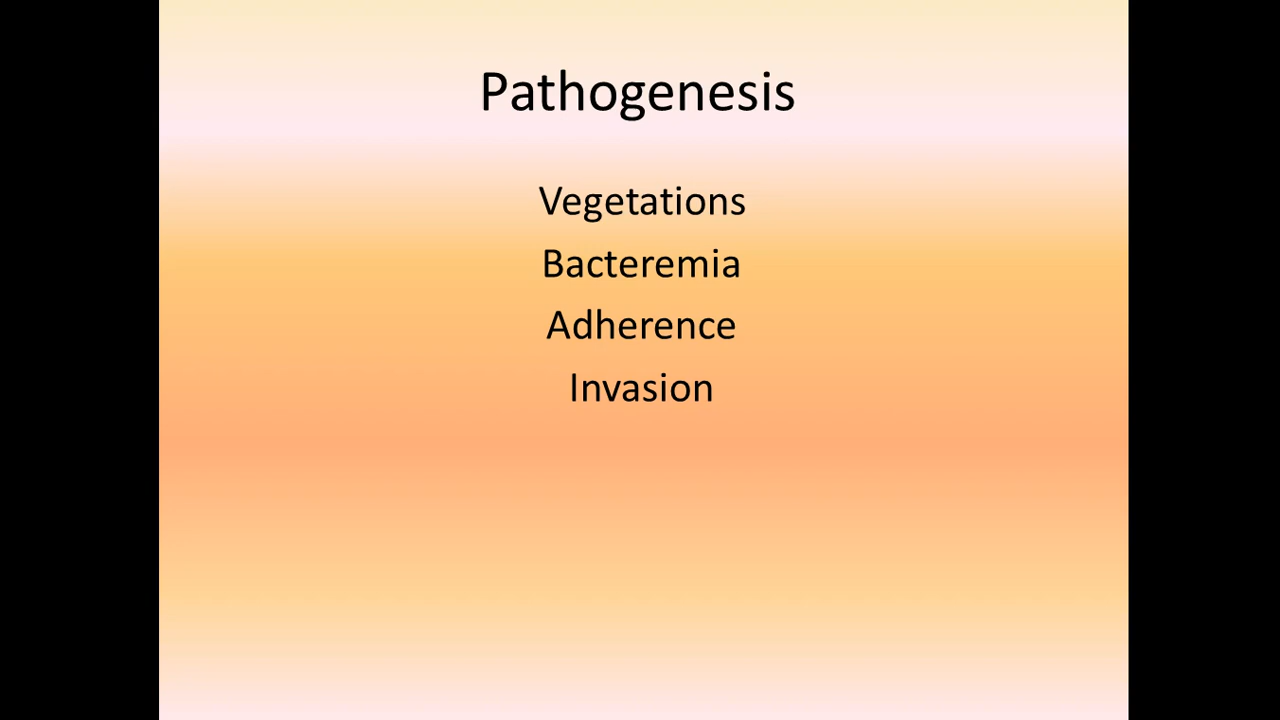 Pathogenesis
Vegetations
Bacteremia
Adherence
Invasion